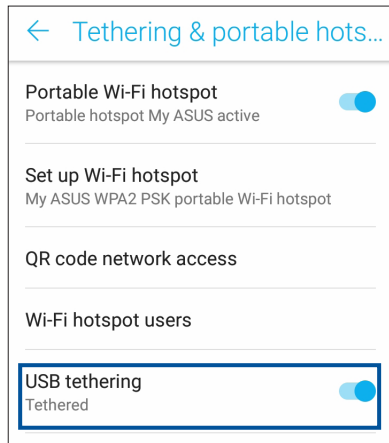 Tethering & portable hots...
Portable Wi-Fi hotspot
Portable hotspot My ASUS active
Set up Wi-Fi hotspot
My ASUS WPA2 PSK portable Wi-Fi hotspot
QR code network access
Wi-Fi hotspot users
USB tethering
Tethered